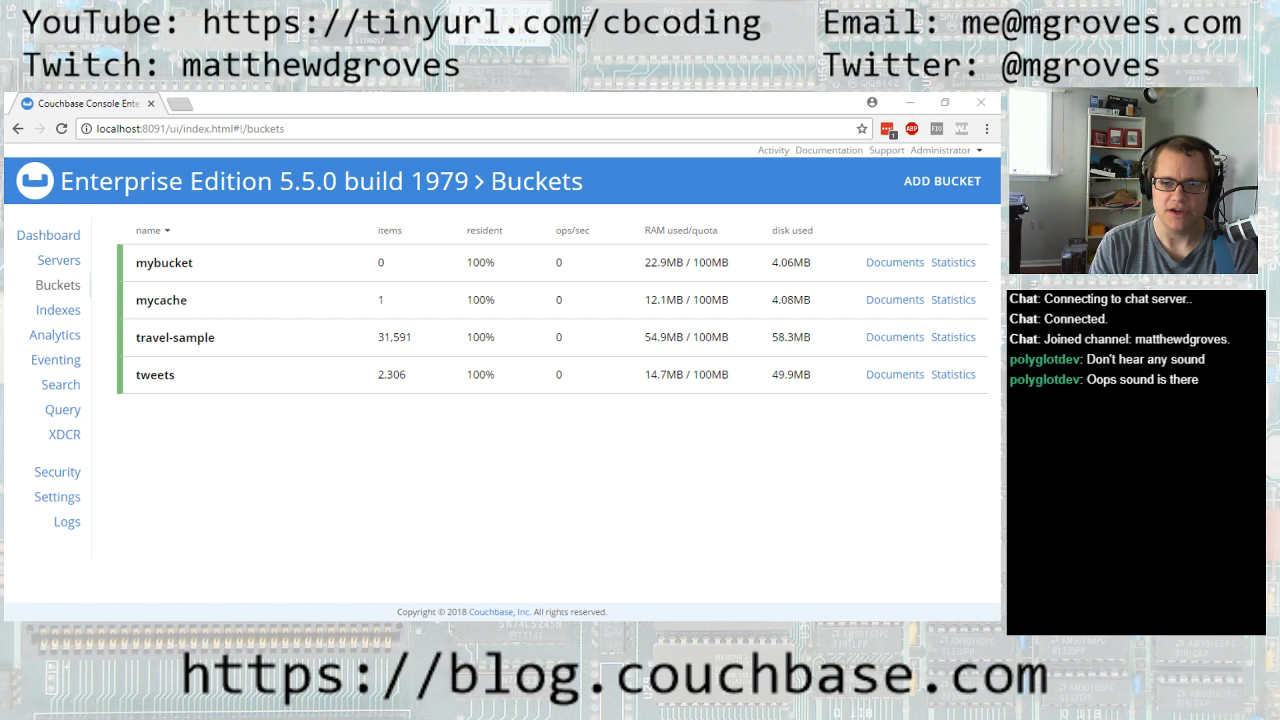 YouTube: https://tinyurl.com/cbcoding
Email: me@mgroves.com
Twitch: matthewdgroves
Twitter: @mgroves
Couchbase Console Ente
localhost:8091/ui/index.html#!/buckets
1
ABP
FIO
Activity Documentation Support Administrator
Enterprise Edition 5.5.0 build 1979 > Buckets
ADD BUCKET
Dashboard
Servers
Buckets
Indexes
Analytics
Eventing
Search
Query
XDCR
Security
Settings
Logs
name items resident ops/sec RAM used/quota disk used
mybucket 0 100% 0 22.9MB / 100MB 4.06MB Documents Statistics
mycache 1 100% 0 12.1MB / 100MB 4.08MB Documents Statistics
travel-sample 31,591 100% 0 54.9MB / 100MB 58.3MB Documents Statistics
tweets 2,306 100% 0 14.7MB / 100MB 49.9MB Documents Statistics
Copyright © 2018 Couchbase, Inc. All rights reserved.
Chat: Connecting to chat server..
Chat: Connected.
Chat: Joined channel: matthewdgroves.
polyglotdev: Don't hear any sound
polyglotdev: Oops sound is there
https://blog.couchbase.com